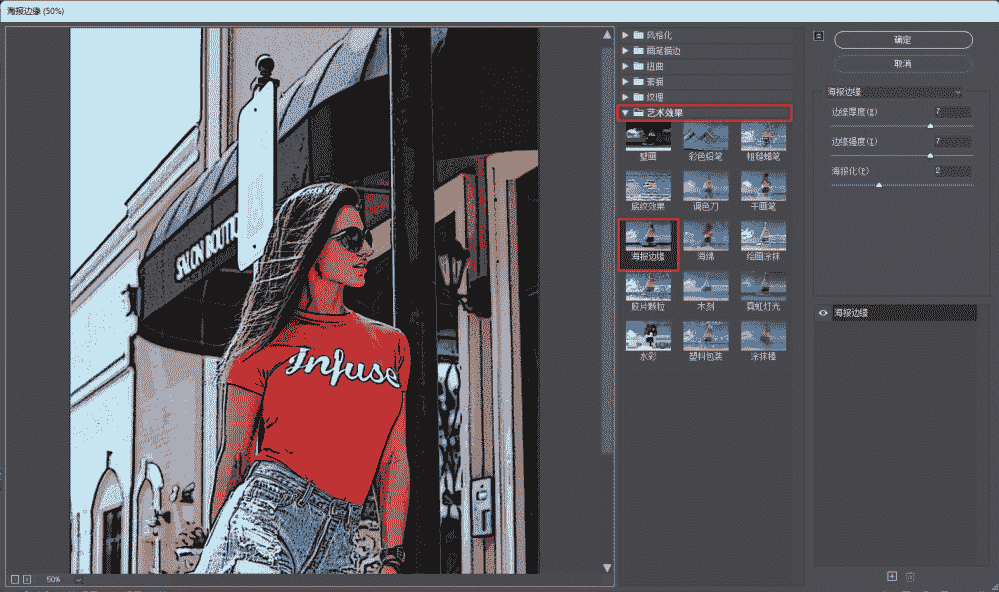 海报边缘 (50%)
SALON BOUTI
Infuse
50%
风格化
画笔描边
扭曲
素描
纹理
艺术效果
壁画
彩色铅笔
粗糙蜡笔
底纹效果
调色刀
干画笔
海报边缘
海绵
绘画涂抹
胶片颗粒
木刻
霓虹灯光
水彩
塑料包装
涂抹棒
确定
取消
海报边缘
边缘厚度(E) 7
边缘强度(I) 7
海报化(P) 2
海报边缘